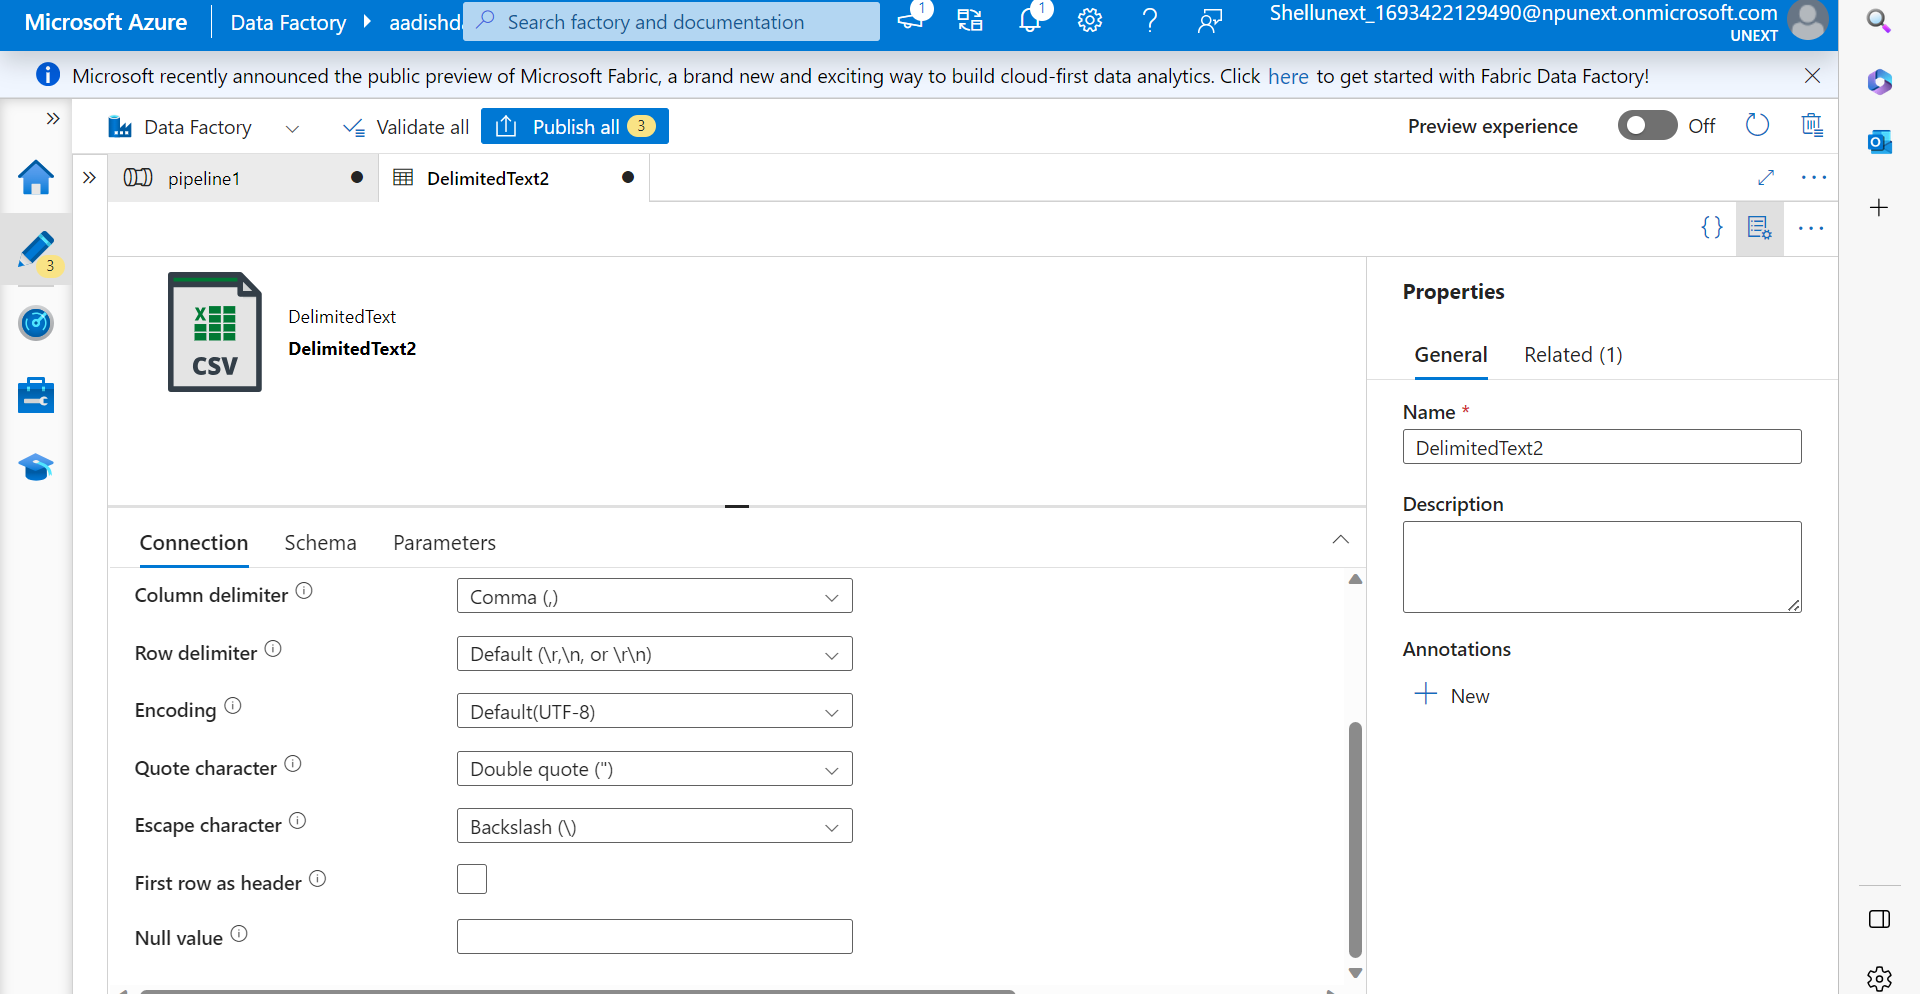 Microsoft Azure
Data Factory
aadishd
Search factory and documentation
1
1
Shellunext_1693422129490@npunext.onmicrosoft.com
UNEXT
Microsoft recently announced the public preview of Microsoft Fabric, a brand new and exciting way to build cloud-first data analytics. Click here to get started with Fabric Data Factory!
Data Factory
Validate all
Publish all 3
Preview experience
Off
3
pipeline1
DelimitedText2
{}
X
CSV
DelimitedText
DelimitedText2
Properties
General
Related (1)
Name *
DelimitedText2
Description
Annotations
New
Connection
Schema
Parameters
Column delimiter
Comma (,)
Row delimiter
Default (\r,\n, or \r\n)
Encoding
Default(UTF-8)
Quote character
Double quote (")
Escape character
Backslash (\)
First row as header
Null value